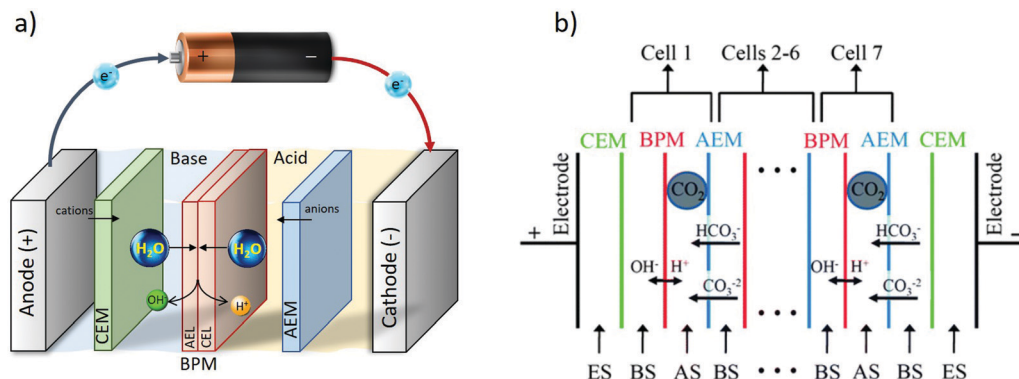 a)
+
−
e-
e-
Base
Acid
cations
anions
H₂O
H₂O
OH-
H+
Anode (+)
CEM
AEL
CEL
BPM
AEM
Cathode (-)
b)
Cell 1
Cells 2-6
Cell 7
CEM
BPM
AEM
BPM
AEM
CEM
Electrode
Electrode
CO₂
CO₂
+
−
HCO₃-
HCO₃-
OH-
H+
OH-
H+
CO₃-2
CO₃-2
ES
BS
AS
BS
BS
AS
BS
ES